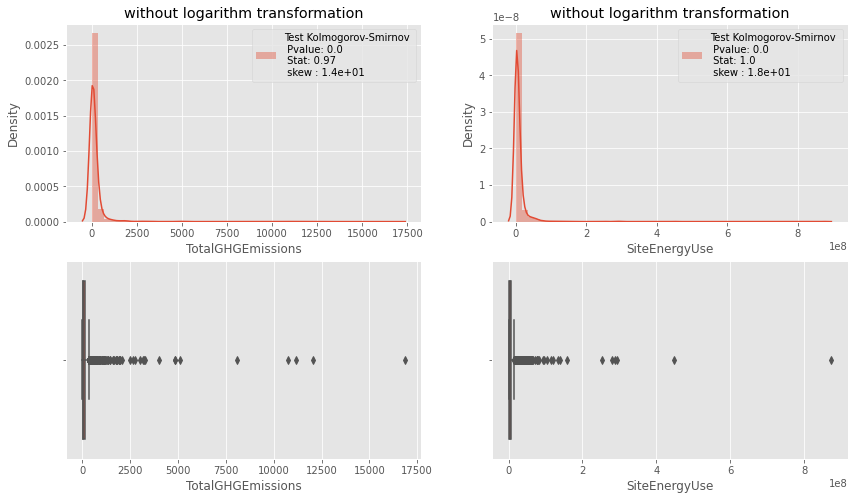 without logarithm transformation
0.0025
0.0020
0.0015
0.0010
0.0005
0.0000
Density
Test Kolmogorov-Smirnov
Pvalue: 0.0
Stat: 0.97
skew : 1.4e+01
0
2500
5000
7500
10000
12500
15000
17500
TotalGHGEmissions
without logarithm transformation
1e−8
5
4
3
2
1
0
Density
Test Kolmogorov-Smirnov
Pvalue: 0.0
Stat: 1.0
skew : 1.8e+01
0
2
4
6
8
1e8
SiteEnergyUse
0
2500
5000
7500
10000
12500
15000
17500
TotalGHGEmissions
0
2
4
6
8
1e8
SiteEnergyUse